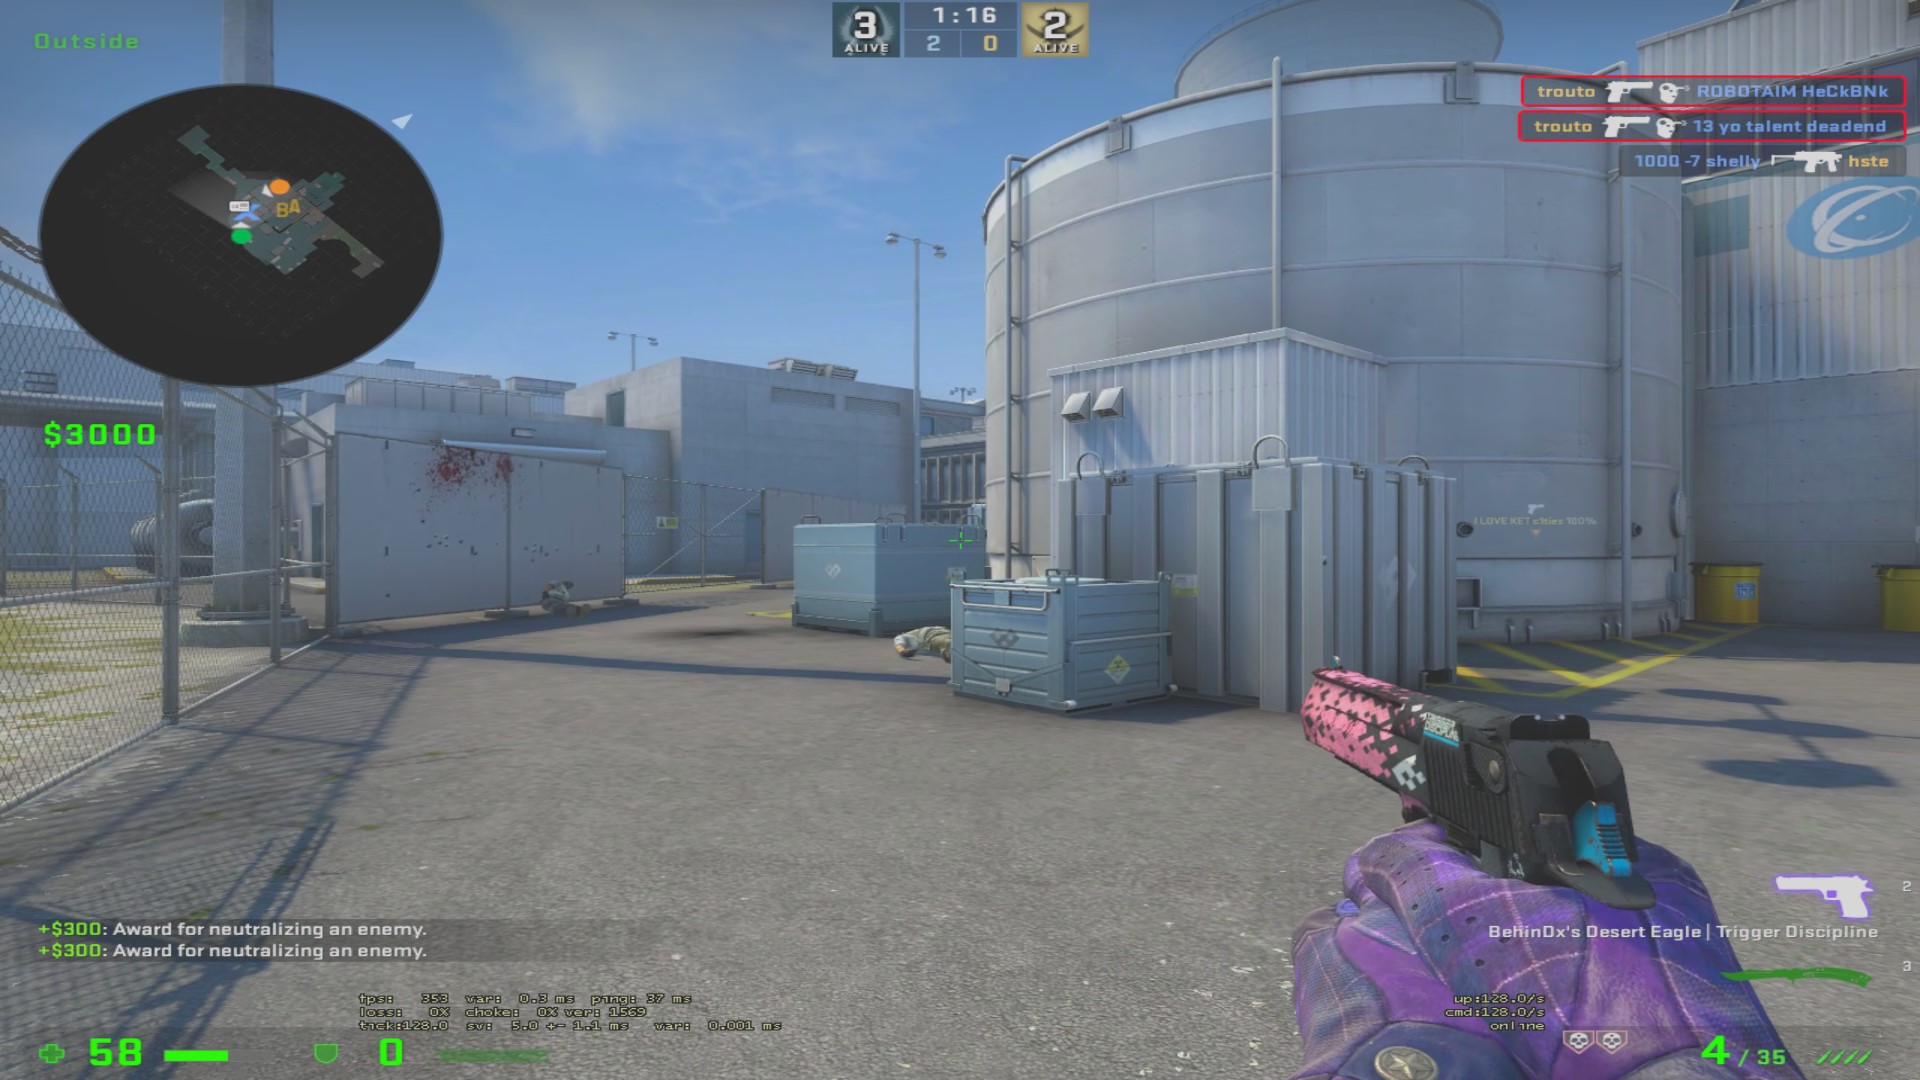 Outside
3
ALIVE
1:16
2 0
2
ALIVE
trouto ROBOTAIM HeCkBNk
trouto 13 yo talent deadend
1000 -7 shelly hste
BA
$3000
I LOVE KET c1ties 100%
+$300: Award for neutralizing an enemy.
+$300: Award for neutralizing an enemy.
2
BehinDx's Desert Eagle | Trigger Discipline
3
fps: 353 var: 0.3 ms ping: 37 ms
loss: 0% choke: 0% ver: 1569
tick:128.0 sv: 5.0 +- 1.1 ms var: 0.001 ms
up:128.0/s
cmd:128.0/s
online
58
0
4 / 35